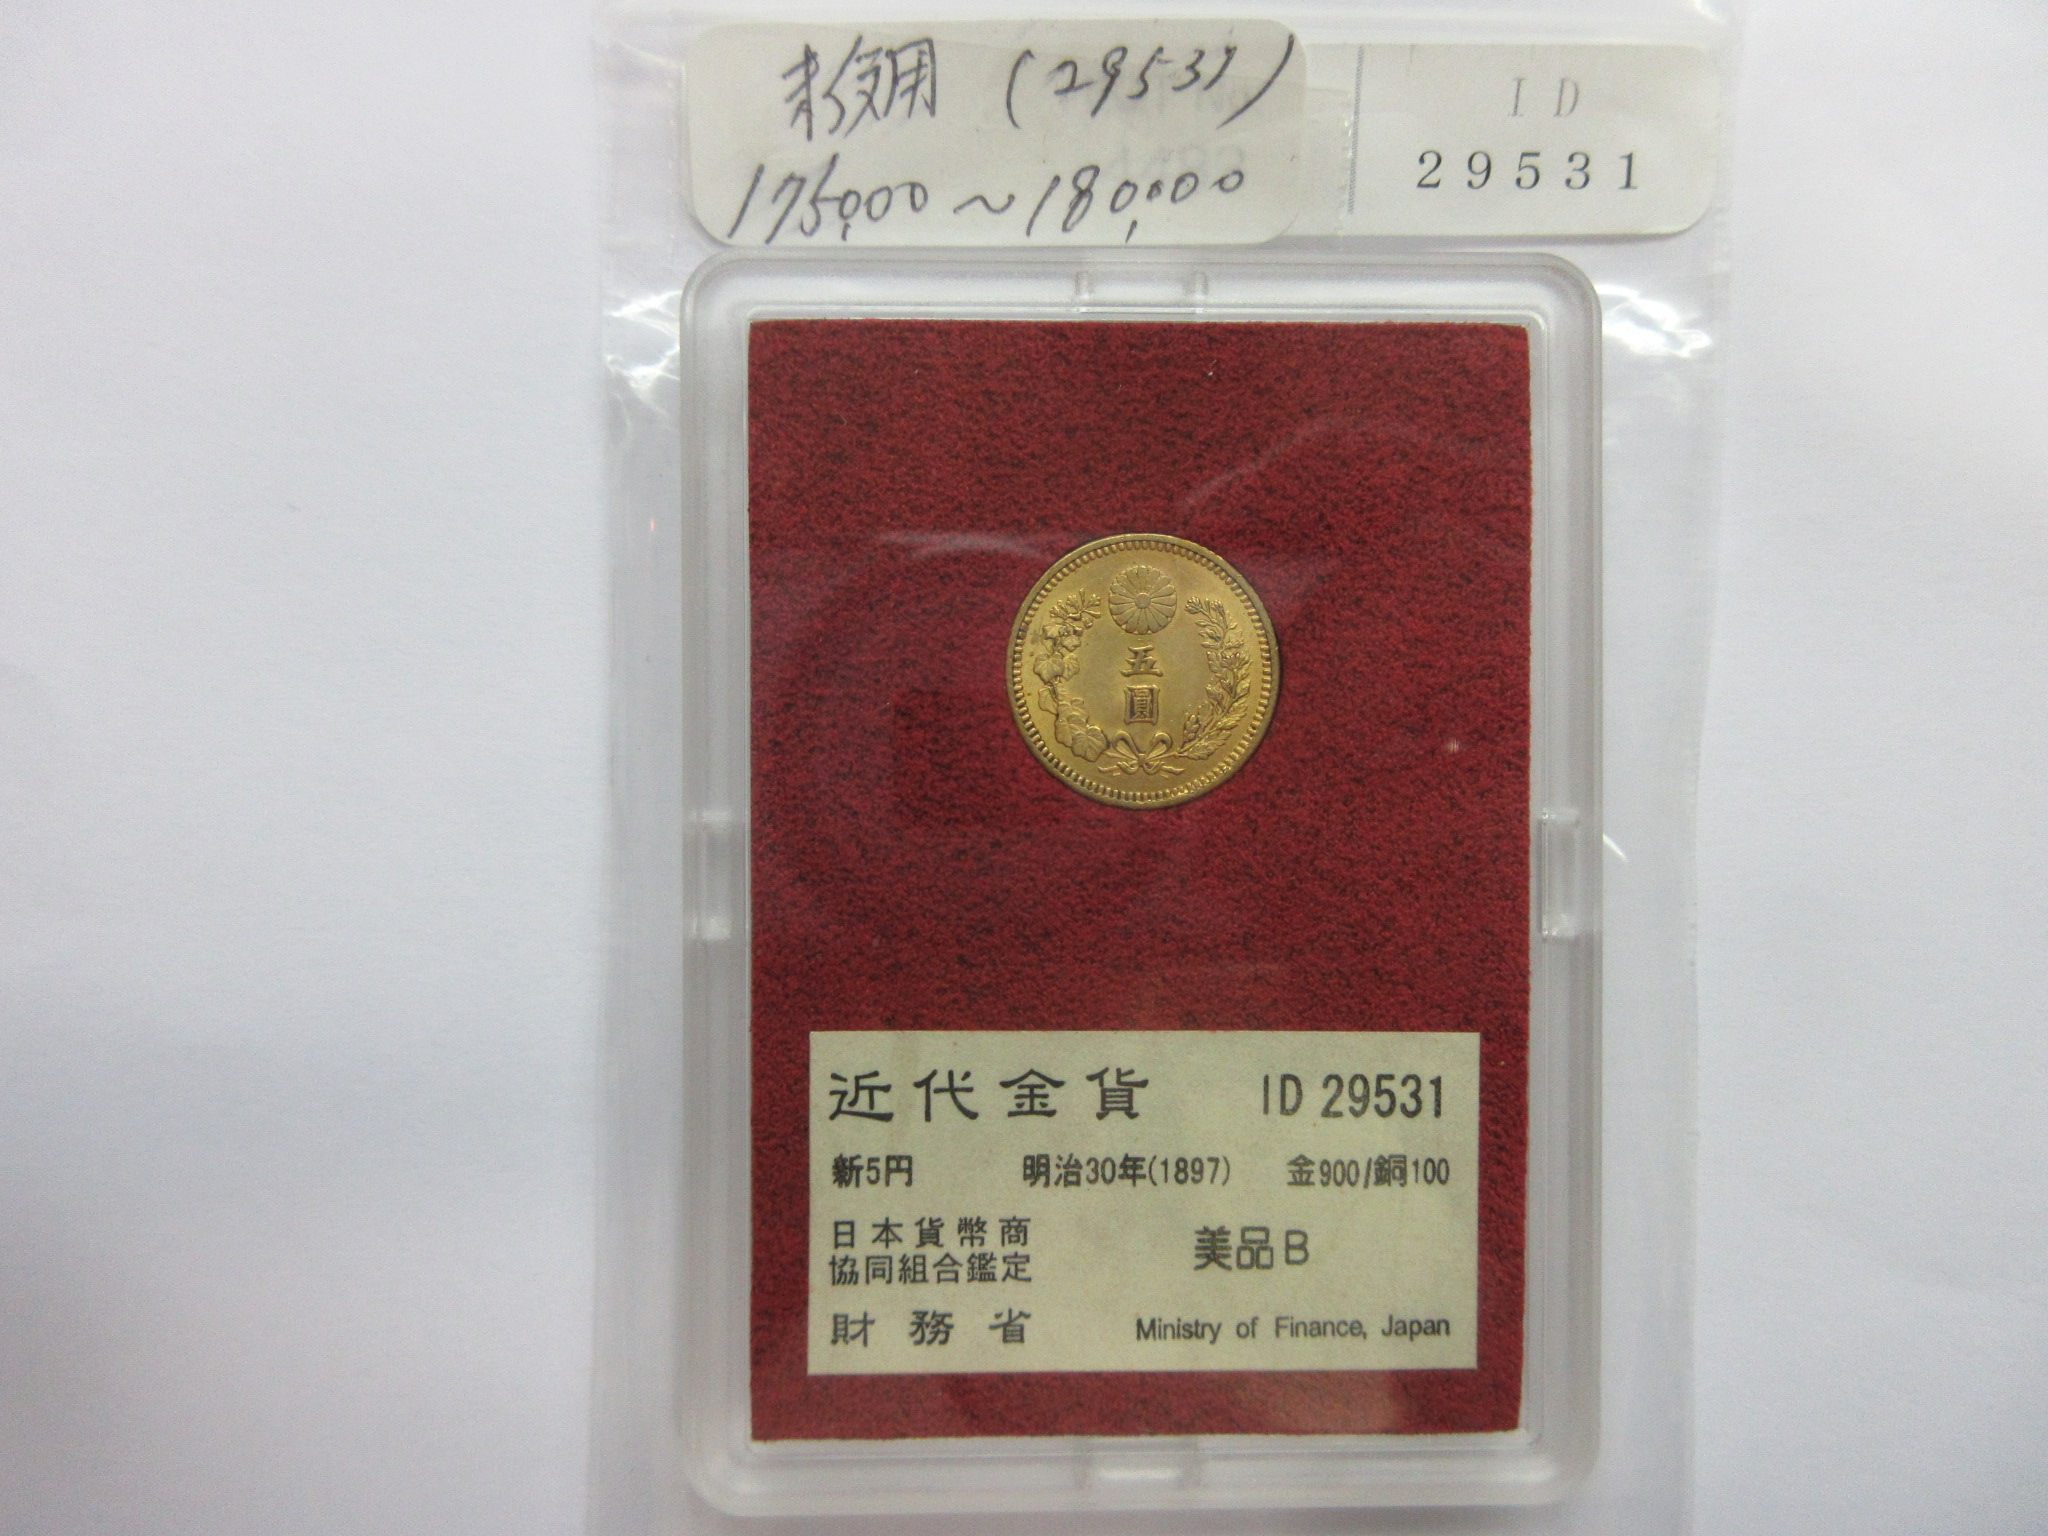 (29531)
175,000～180,000
ID
29531
五
圓
近代金貨 ID 29531
新5円 明治30年(1897) 金900/銅100
日本貨幣商
協同組合鑑定
美品B
財務省 Ministry of Finance, Japan